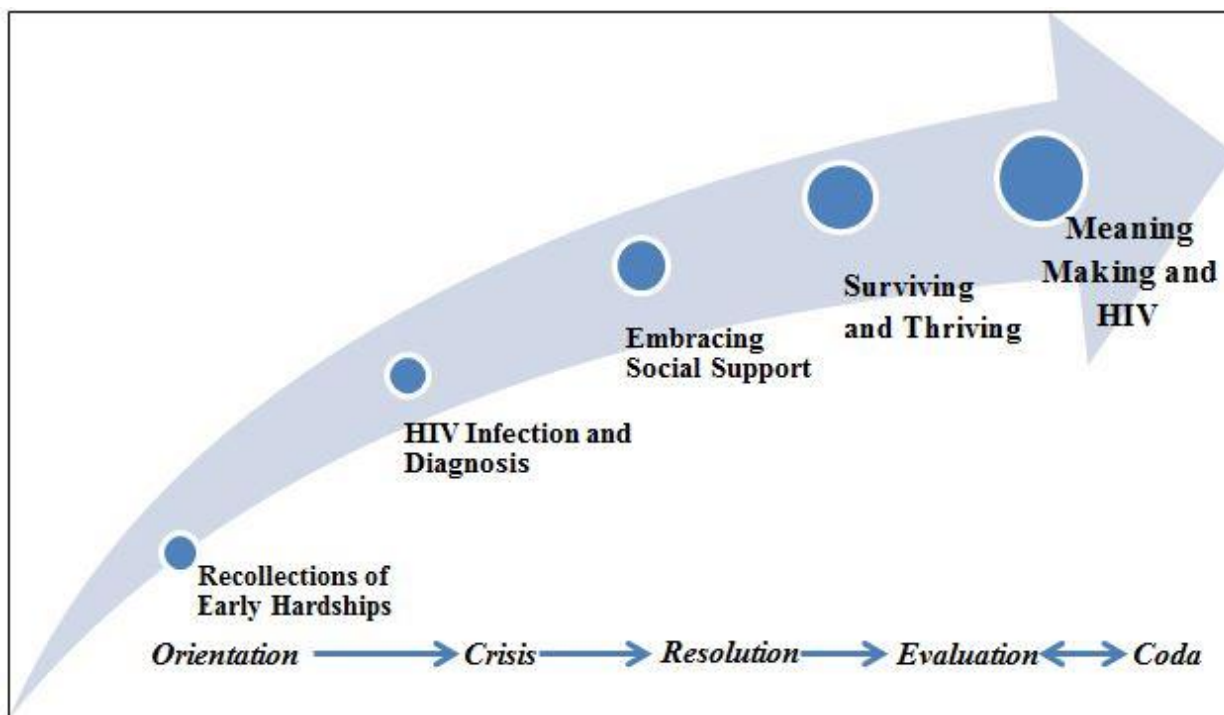 Meaning
Making and
HIV
Surviving
and Thriving
Embracing
Social Support
HIV Infection and
Diagnosis
Recollections of
Early Hardships
Orientation Crisis Resolution Evaluation Coda